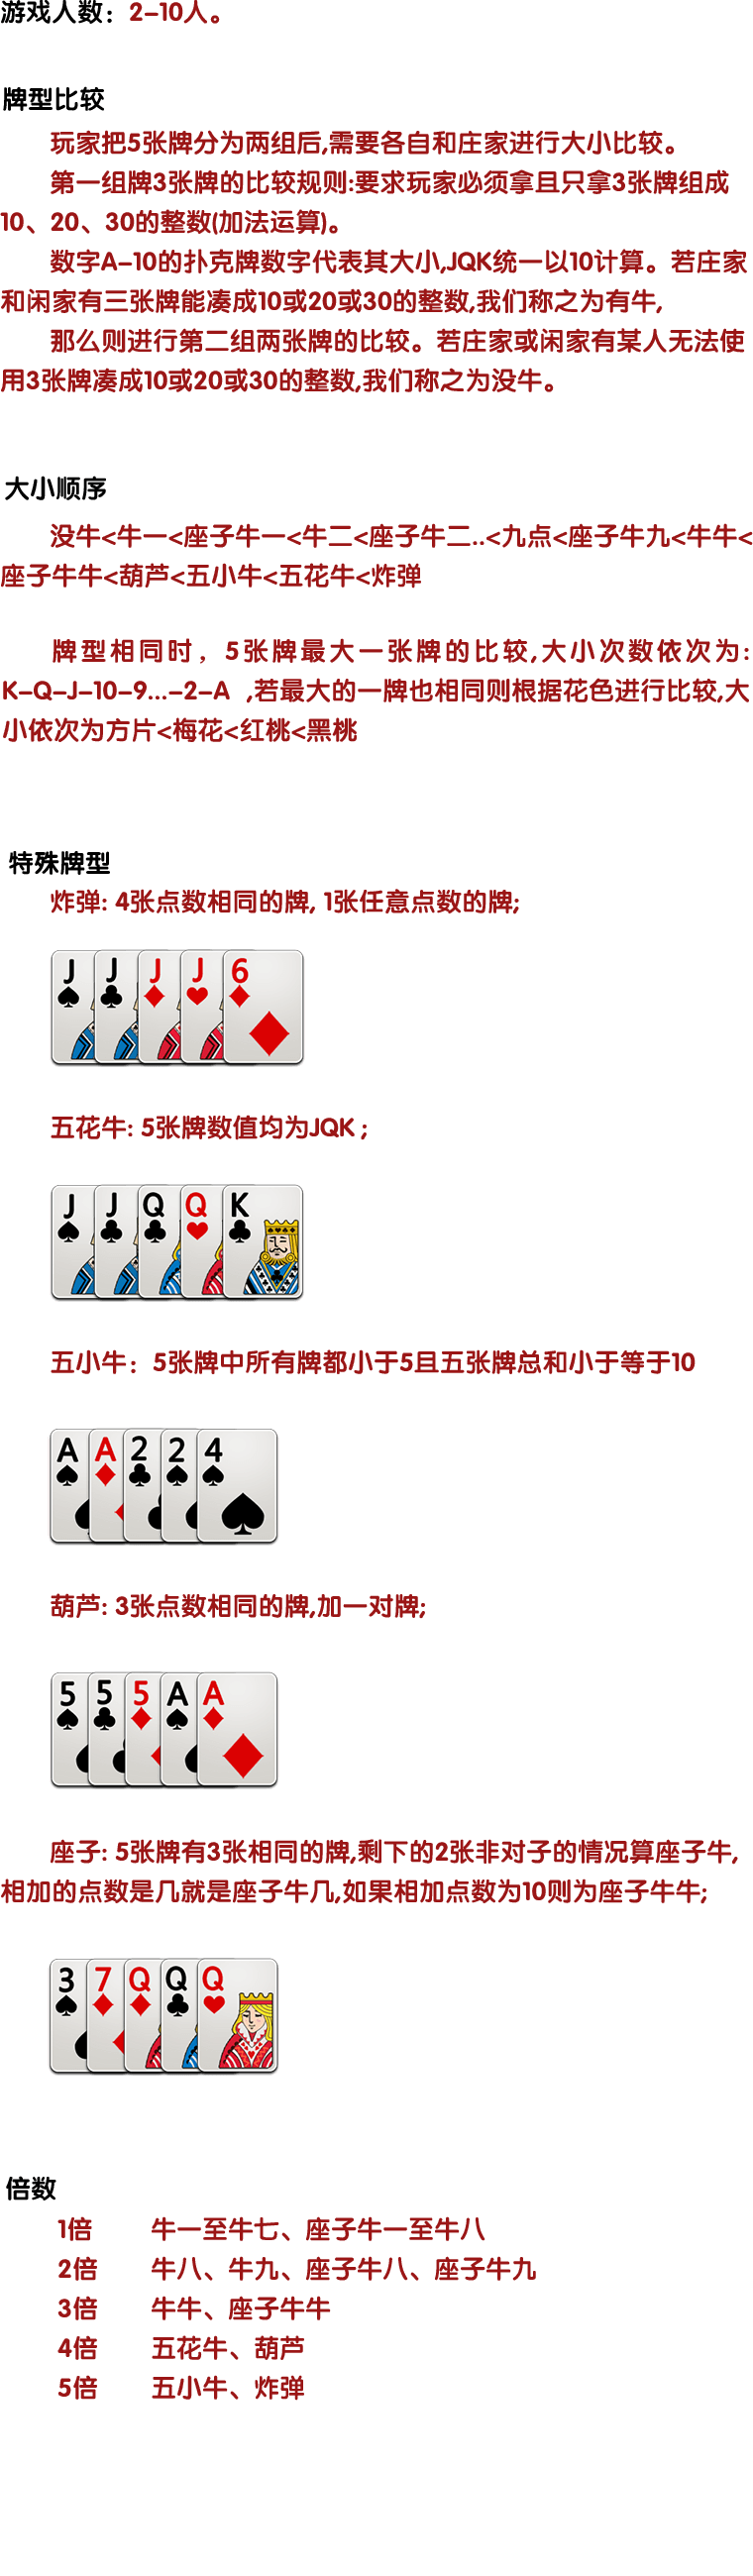 游戏人数：2-10人。
牌型比较
玩家把5张牌分为两组后,需要各自和庄家进行大小比较。
第一组牌3张牌的比较规则:要求玩家必须拿且只拿3张牌组成
10、20、30的整数(加法运算)。
数字A-10的扑克牌数字代表其大小,JQK统一以10计算。若庄家
和闲家有三张牌能凑成10或20或30的整数,我们称之为有牛,
那么则进行第二组两张牌的比较。若庄家或闲家有某人无法使
用3张牌凑成10或20或30的整数,我们称之为没牛。
大小顺序
没牛<牛一<座子牛一<牛二<座子牛二..<九点<座子牛九<牛牛<
座子牛牛<葫芦<五小牛<五花牛<炸弹
牌型相同时，5张牌最大一张牌的比较,大小次数依次为:
K-Q-J-10-9...-2-A ,若最大的一牌也相同则根据花色进行比较,大
小依次为方片<梅花<红桃<黑桃
特殊牌型
炸弹: 4张点数相同的牌, 1张任意点数的牌;
J J J J 6
五花牛: 5张牌数值均为JQK ;
J J Q Q K
五小牛：5张牌中所有牌都小于5且五张牌总和小于等于10
A A 2 2 4
葫芦: 3张点数相同的牌,加一对牌;
5 5 5 A A
座子: 5张牌有3张相同的牌,剩下的2张非对子的情况算座子牛,
相加的点数是几就是座子牛几,如果相加点数为10则为座子牛牛;
3 7 Q Q Q
倍数
1倍 牛一至牛七、座子牛一至牛八
2倍 牛八、牛九、座子牛八、座子牛九
3倍 牛牛、座子牛牛
4倍 五花牛、葫芦
5倍 五小牛、炸弹